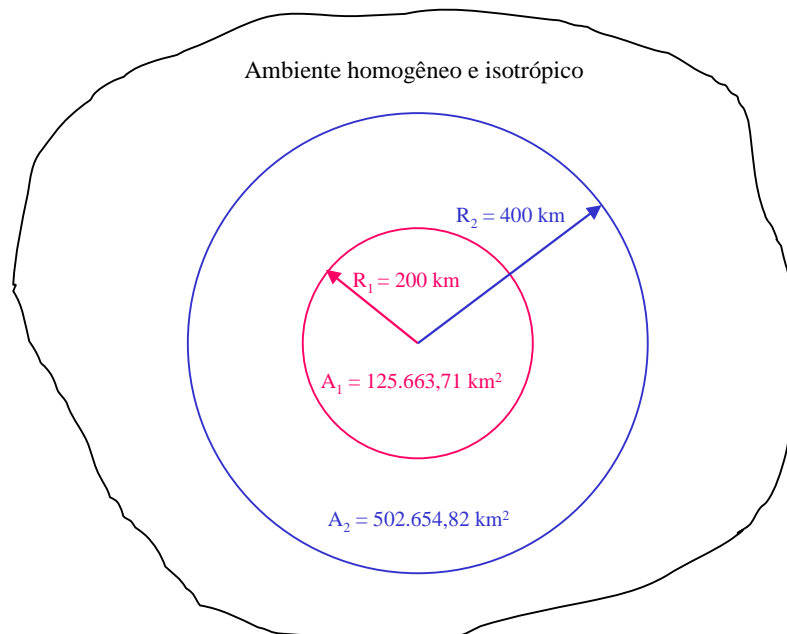 Ambiente homogêneo e isotrópico
R₂ = 400 km
R₁ = 200 km
A₁ = 125.663,71 km²
A₂ = 502.654,82 km²